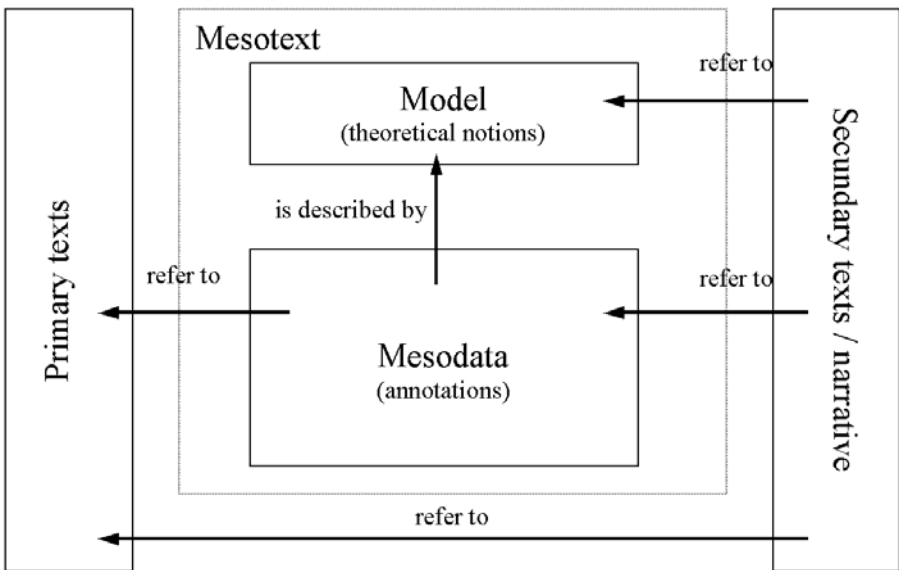 Mesotext
Model
(theoretical notions)
refer to
is described by
refer to
refer to
Mesodata
(annotations)
refer to
Primary texts
Secundary texts / narrative